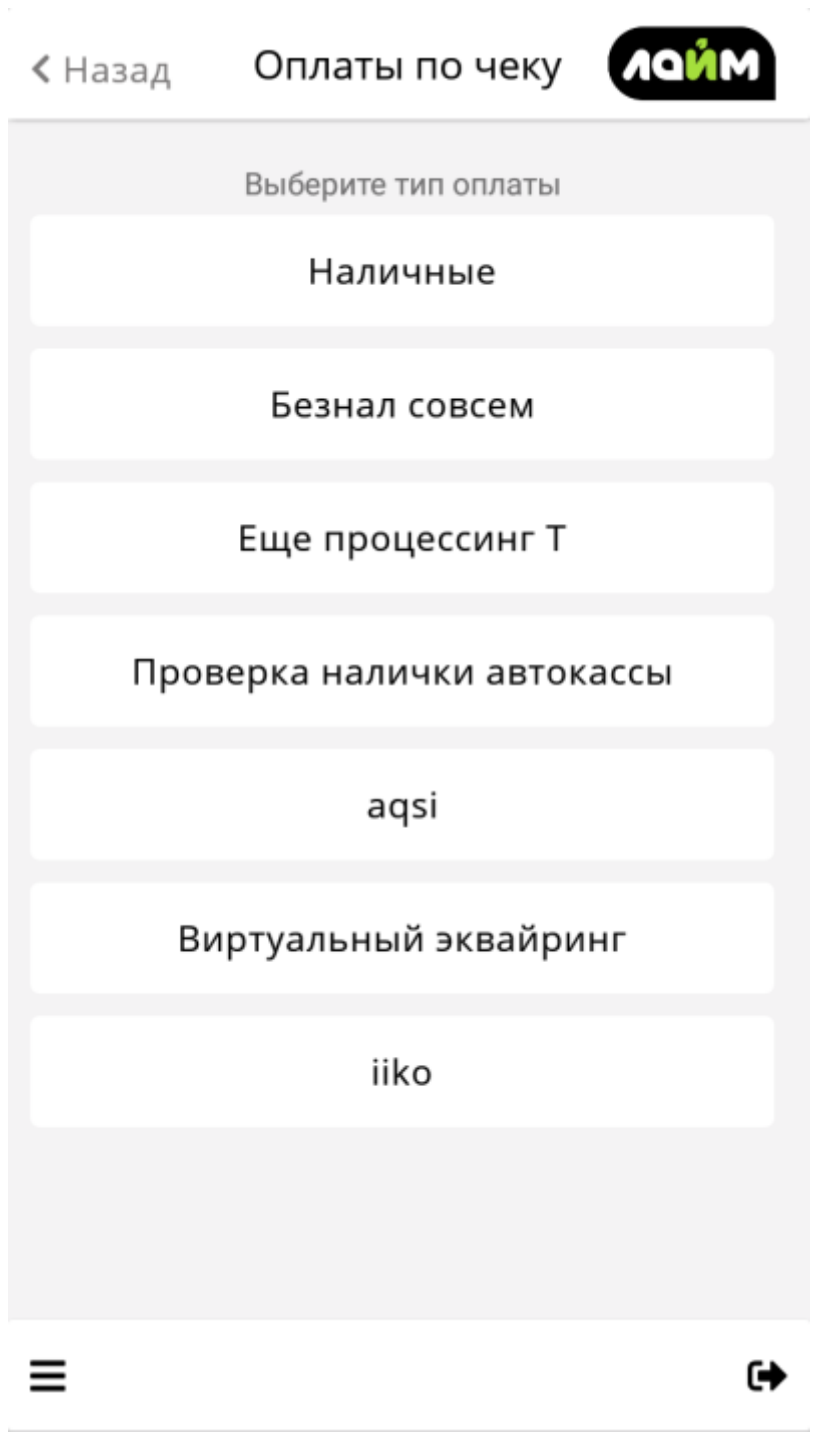 Назад
Оплаты по чеку
лайм
Выберите тип оплаты
Наличные
Безнал совсем
Еще процессинг Т
Проверка налички автокассы
aqsi
Виртуальный эквайринг
iiko